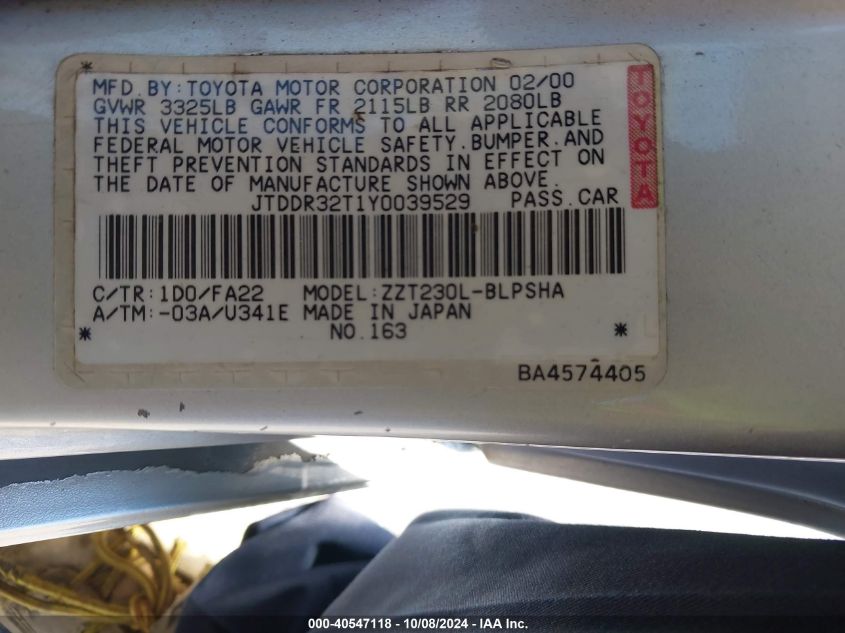 MFD.BY:TOYOTA MOTOR CORPORATION 02/00
GVWR 3325LB GAWR FR 2115LB RR 2080LB
THIS VEHICLE CONFORMS TO ALL APPLICABLE
FEDERAL MOTOR VEHICLE SAFETY.BUMPER.AND
THEFT PREVENTION STANDARDS IN EFFECT ON
THE DATE OF MANUFACTURE SHOWN ABOVE.
JTDDR32T1Y0039529 PASS.CAR
TOYOTA
C/TR:1D0/FA22 MODEL:ZZT230L-BLPSHA
A/TM:-03A/U341E MADE IN JAPAN
* NO.163 *
BA4574405
000-40547118 - 10/08/2024 - IAA Inc.